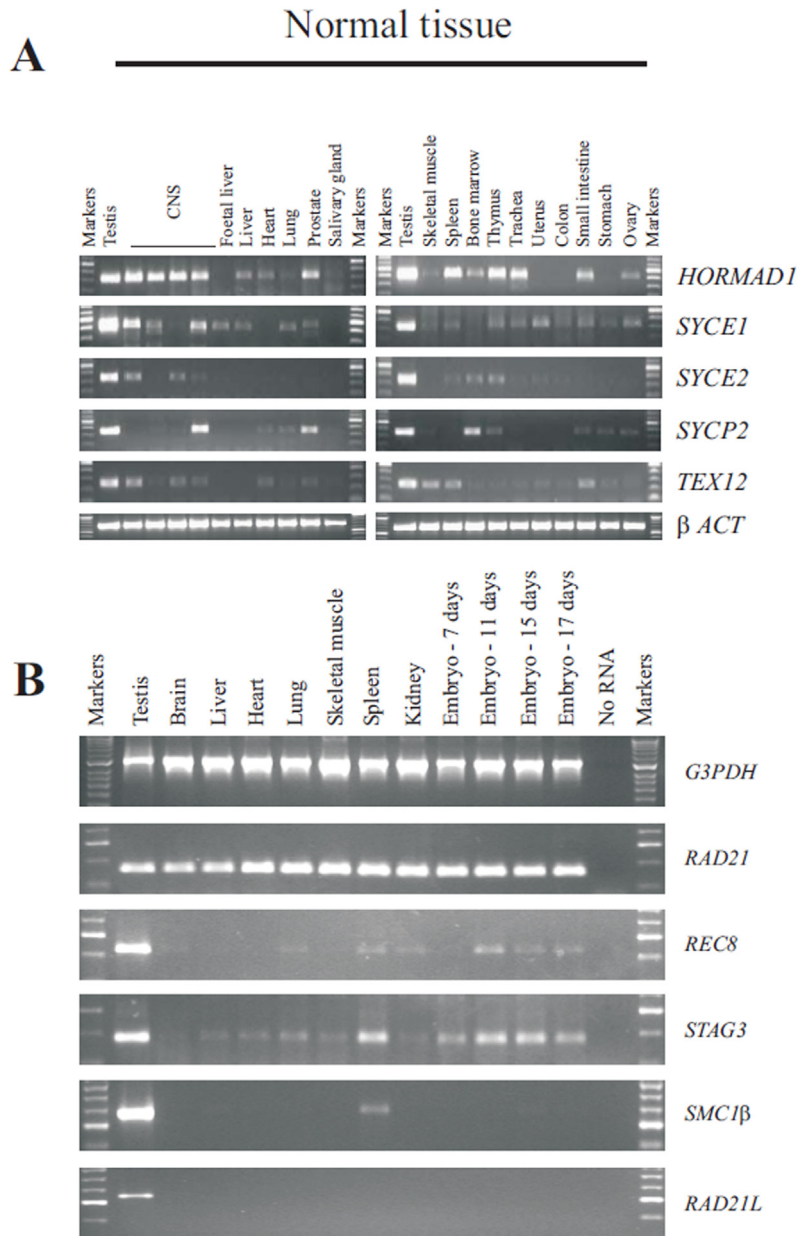 Normal tissue
A
Markers
Testis
CNS
Foetal liver
Liver
Heart
Lung
Prostate
Salivary gland
Markers
Markers
Testis
Skeletal muscle
Spleen
Bone marrow
Thymus
Trachea
Uterus
Colon
Small intestine
Stomach
Ovary
Markers
HORMAD1
SYCE1
SYCE2
SYCP2
TEX12
β ACT
B
Markers
Testis
Brain
Liver
Heart
Lung
Skeletal muscle
Spleen
Kidney
Embryo - 7 days
Embryo - 11 days
Embryo - 15 days
Embryo - 17 days
No RNA
Markers
G3PDH
RAD21
REC8
STAG3
SMC1β
RAD21L